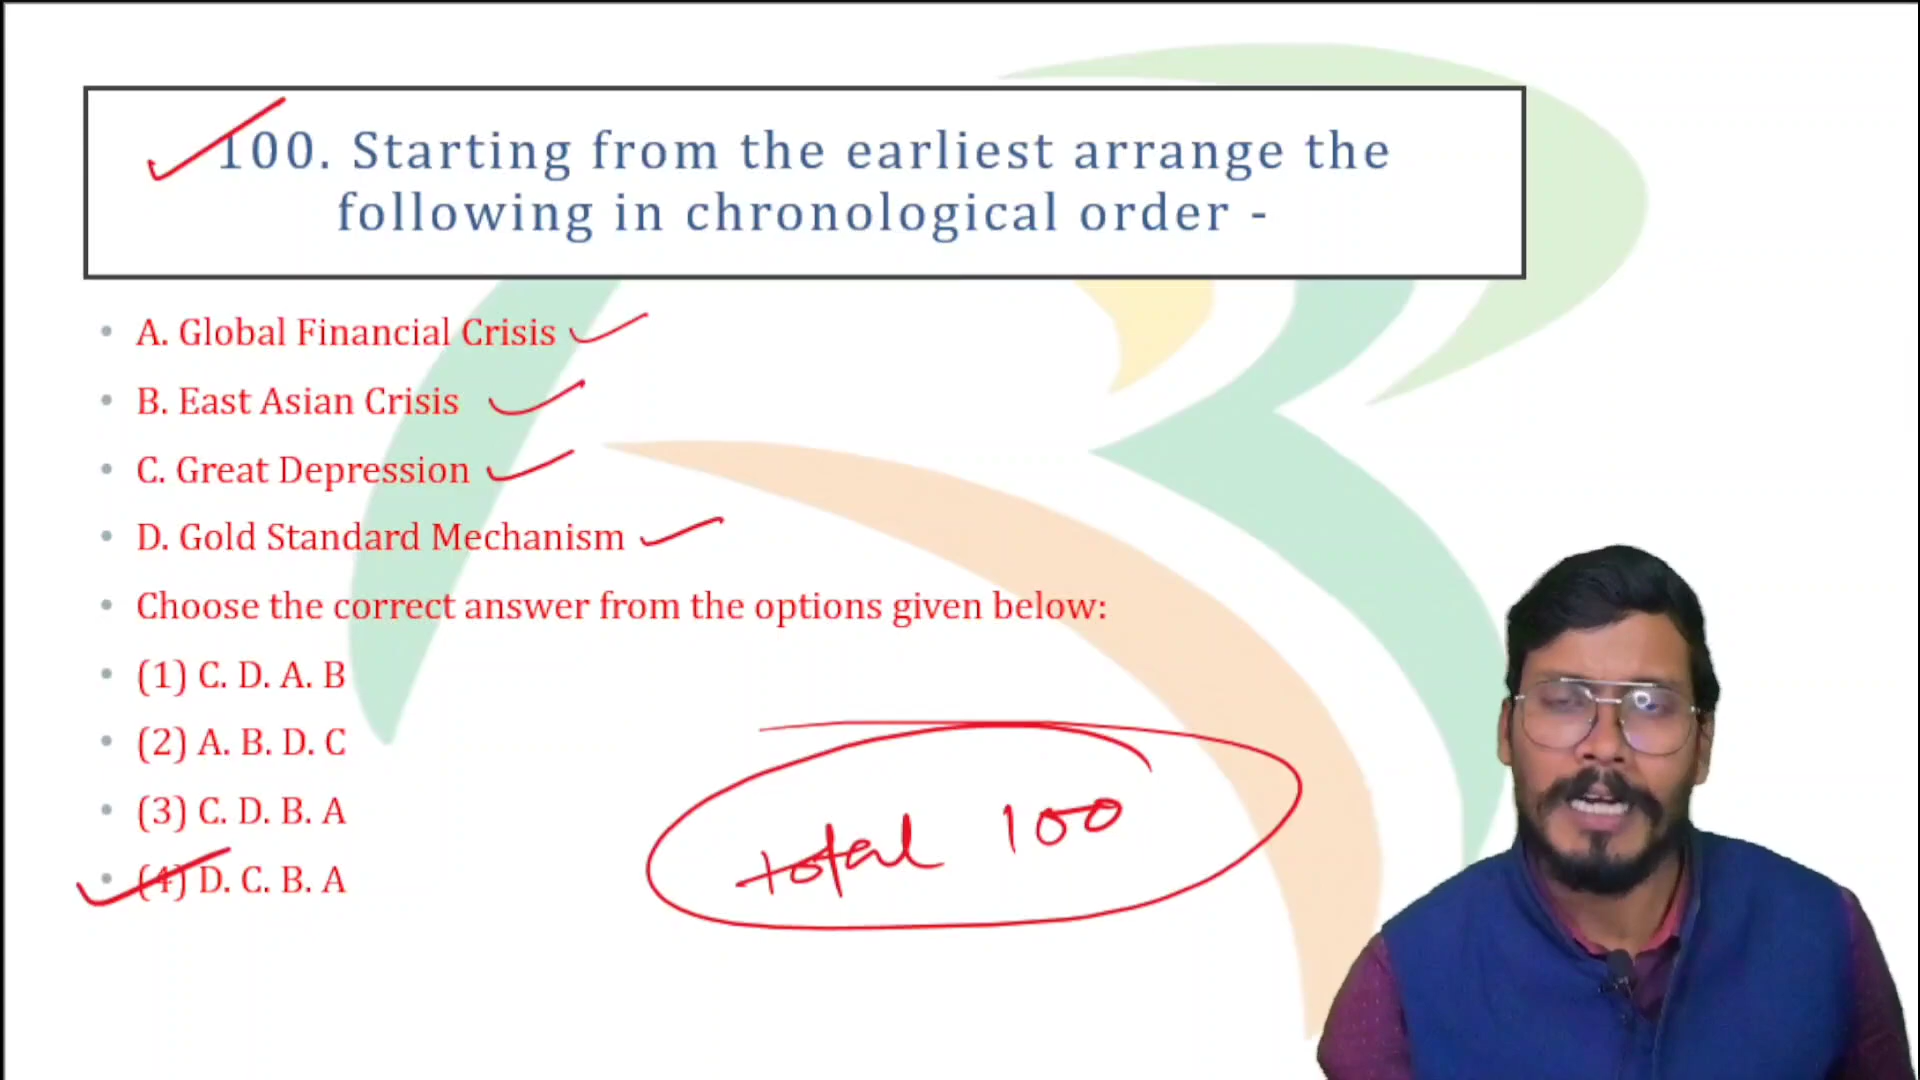 100. Starting from the earliest arrange the
following in chronological order -
• A. Global Financial Crisis
• B. East Asian Crisis
• C. Great Depression
• D. Gold Standard Mechanism
• Choose the correct answer from the options given below:
• (1) C. D. A. B
• (2) A. B. D. C
• (3) C. D. B. A
• (4) D. C. B. A
total 100